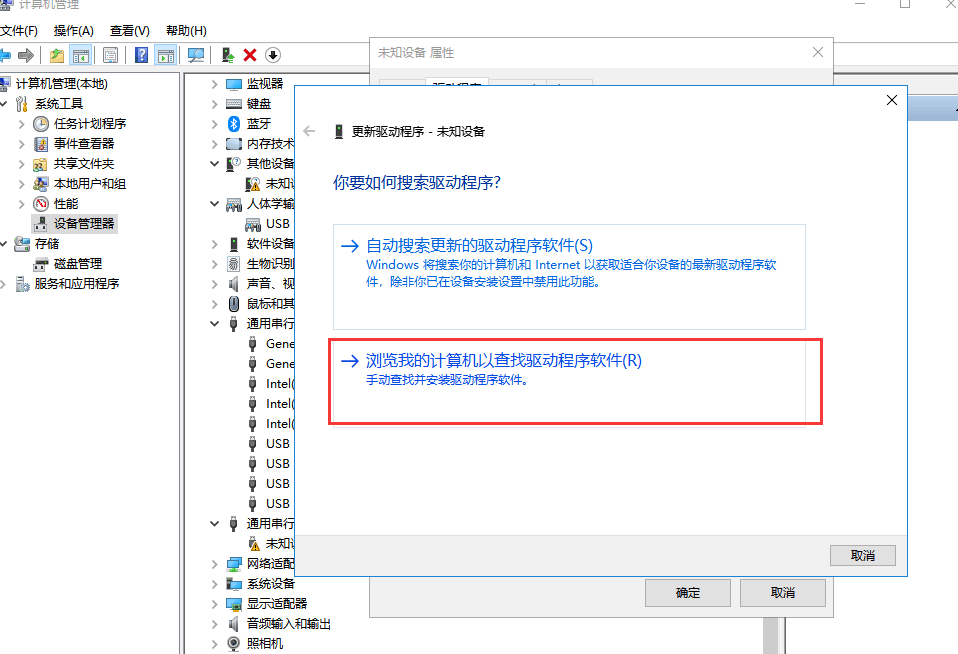 计算机管理
文件(F) 操作(A) 查看(V) 帮助(H)
计算机管理(本地)
系统工具
任务计划程序
事件查看器
共享文件夹
本地用户和组
性能
设备管理器
存储
磁盘管理
服务和应用程序
监视器
键盘
蓝牙
内存技术
其他设备
未知
人体学输
USB
软件设备
生物识别
声音、视
鼠标和其
通用串行
Gene
Gene
Intel(
Intel(
Intel(
USB
USB
USB
USB
通用串行
未知
网络适配
系统设备
显示适配器
音频输入和输出
照相机
未知设备 属性
更新驱动程序 - 未知设备
你要如何搜索驱动程序?
自动搜索更新的驱动程序软件(S)
Windows 将搜索你的计算机和 Internet 以获取适合你设备的最新驱动程序软
件，除非你已在设备安装设置中禁用此功能。
浏览我的计算机以查找驱动程序软件(R)
手动查找并安装驱动程序软件。
取消
确定 取消